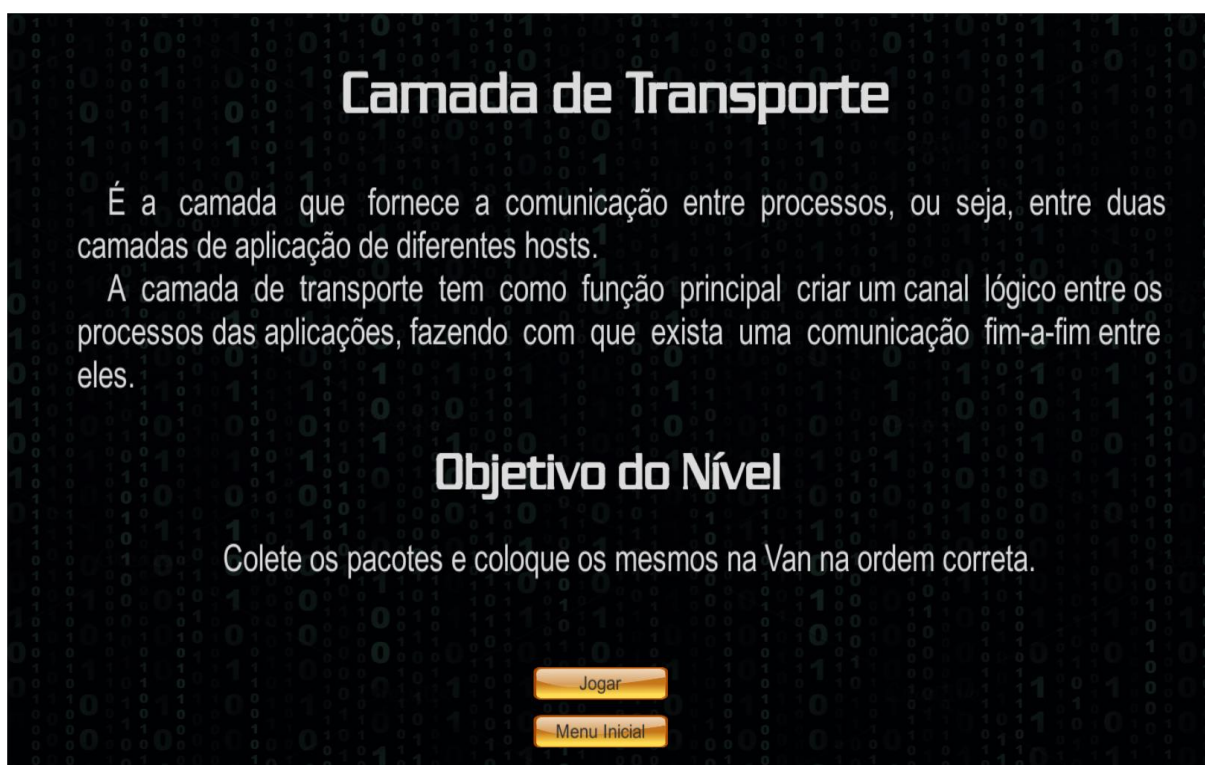 Camada de Transporte
É a camada que fornece a comunicação entre processos, ou seja, entre duas
camadas de aplicação de diferentes hosts.
A camada de transporte tem como função principal criar um canal lógico entre os
processos das aplicações, fazendo com que exista uma comunicação fim-a-fim entre
eles.
Objetivo do Nível
Colete os pacotes e coloque os mesmos na Van na ordem correta.
Jogar
Menu Inicial